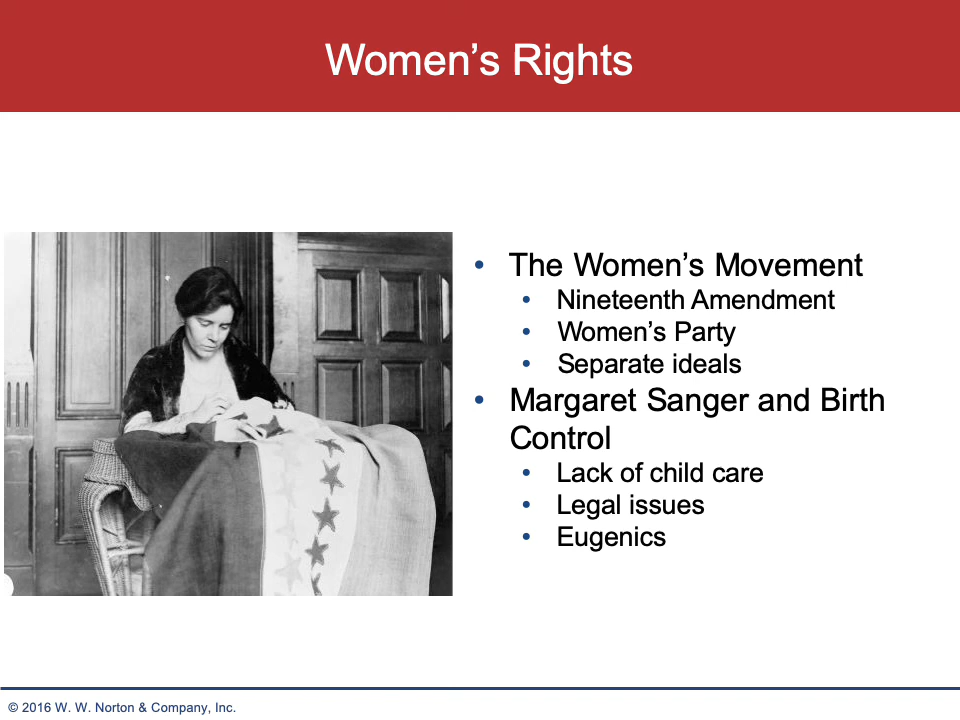 Women’s Rights
• The Women’s Movement
• Nineteenth Amendment
• Women’s Party
• Separate ideals
• Margaret Sanger and Birth
Control
• Lack of child care
• Legal issues
• Eugenics
© 2016 W. W. Norton & Company, Inc.